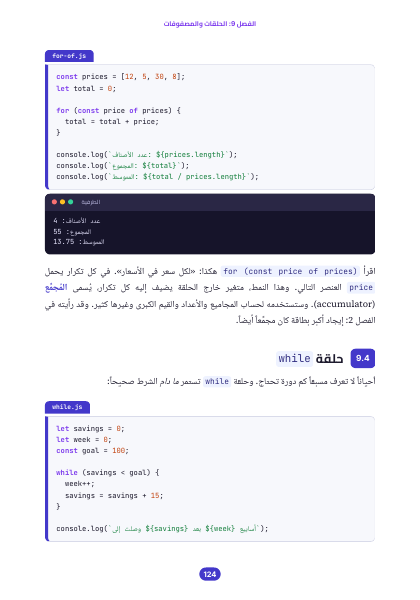 الفصل 9: الحلقات والمصفوفات
for-of.js
const prices = [12, 5, 30, 8];
let total = 0;
for (const price of prices) {
total = total + price;
}
console.log(`عدد الأصناف: ${prices.length}`);
console.log(`المجموع: ${total}`);
console.log(`المتوسط: ${total / prices.length}`);
الطرفية
عدد الأصناف: 4
المجموع: 55
المتوسط: 13.75
اقرأ for (const price of prices) هكذا: «لكل سعر في الأسعار». في كل تكرار يحمل
price العنصر التالي. وهذا النمط، متغير خارج الحلقة يضيف إليه كل تكرار، يُسمى المُجمِّع
(accumulator). وستستخدمه لحساب المجاميع والأعداد والقيم الكبرى وغيرها كثير. وقد رأيته في
الفصل 2: إيجاد أكبر بطاقة كان مجمِّعاً أيضاً.
9.4 حلقة while
أحياناً لا تعرف مسبقاً كم دورة تحتاج. وحلقة while تستمر ما دام الشرط صحيحاً:
while.js
let savings = 0;
let week = 0;
const goal = 100;
while (savings < goal) {
week++;
savings = savings + 15;
}
console.log(`وصلت إلى ${savings} بعد ${week} أسابيع`);
124